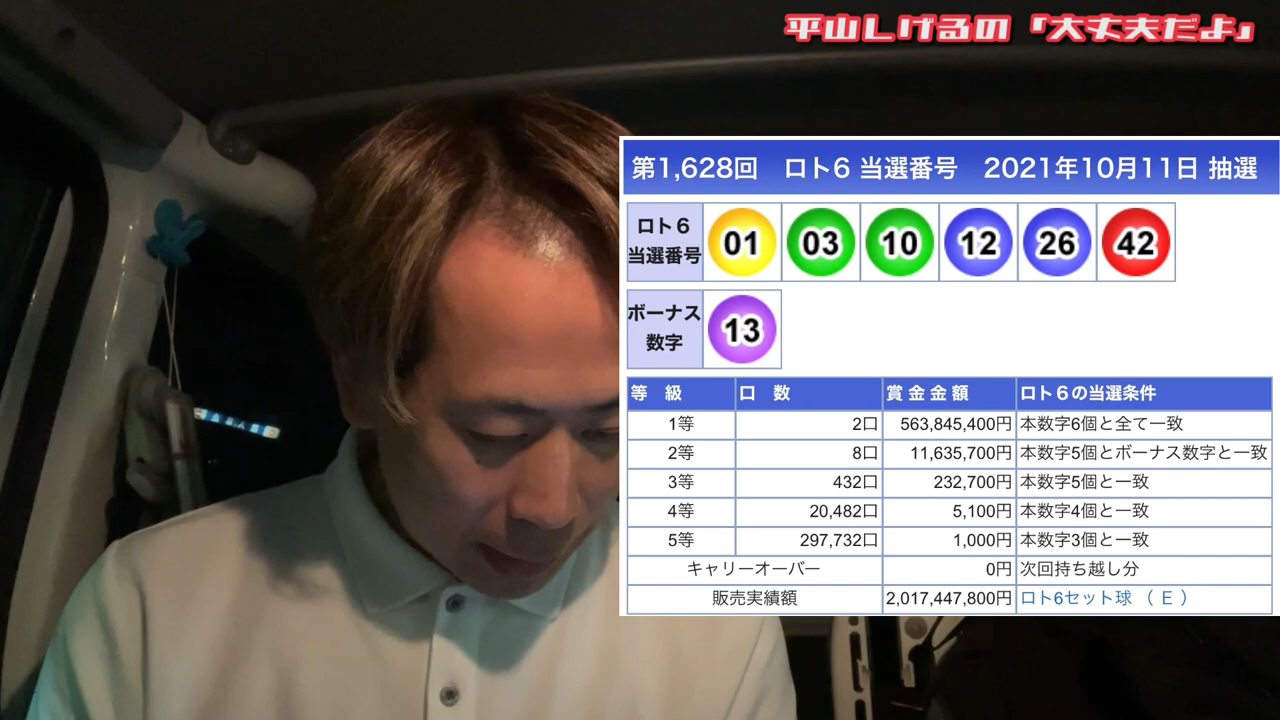 平山しげるの「大丈夫だよ」
第1,628回 ロト6 当選番号 2021年10月11日 抽選
ロト６当選番号 01 03 10 12 26 42
ボーナス数字 13
等 級 口 数 賞 金 金 額 ロト６の当選条件
1等 2口 563,845,400円 本数字6個と全て一致
2等 8口 11,635,700円 本数字5個とボーナス数字と一致
3等 432口 232,700円 本数字5個と一致
4等 20,482口 5,100円 本数字4個と一致
5等 297,732口 1,000円 本数字3個と一致
キャリーオーバー 0円 次回持ち越し分
販売実績額 2,017,447,800円 ロト6セット球 （ E ）